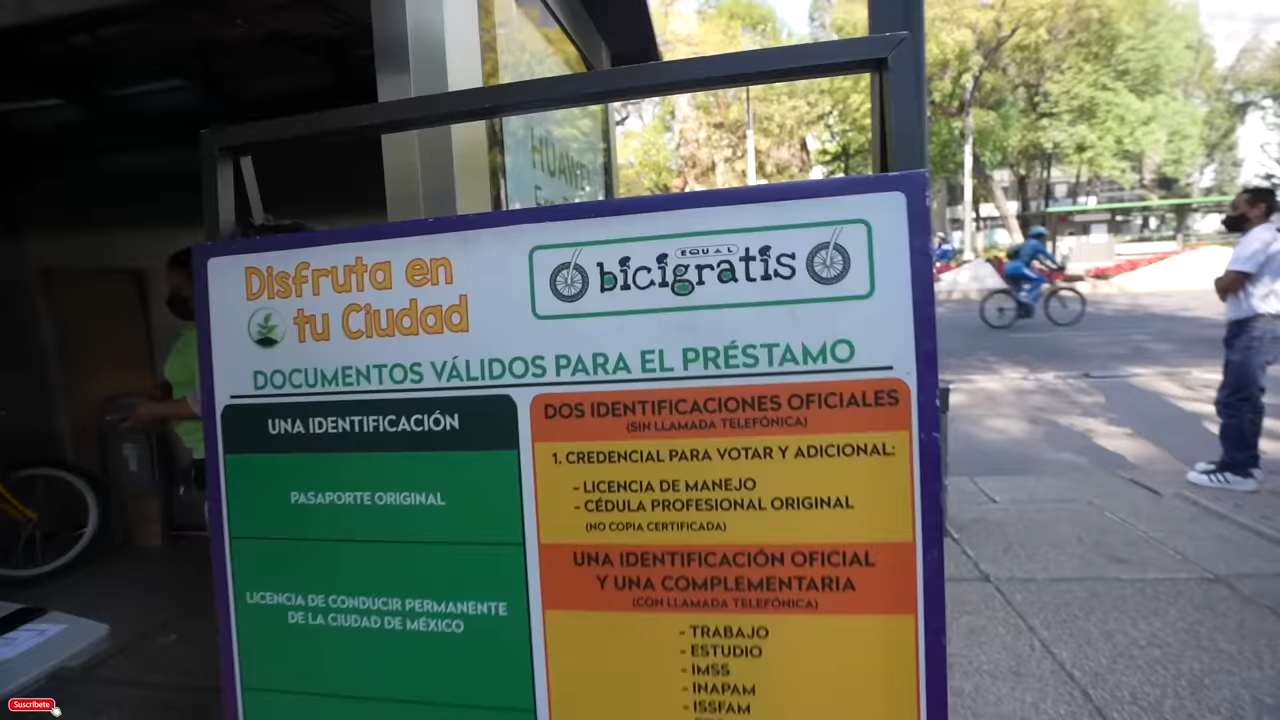 HUAWEI
Disfruta en
tu Ciudad
EQUAL
bicigratis
DOCUMENTOS VÁLIDOS PARA EL PRÉSTAMO
UNA IDENTIFICACIÓN
PASAPORTE ORIGINAL
LICENCIA DE CONDUCIR PERMANENTE
DE LA CIUDAD DE MÉXICO
DOS IDENTIFICACIONES OFICIALES
(SIN LLAMADA TELEFÓNICA)
1. CREDENCIAL PARA VOTAR Y ADICIONAL:
- LICENCIA DE MANEJO
- CÉDULA PROFESIONAL ORIGINAL
(NO COPIA CERTIFICADA)
UNA IDENTIFICACIÓN OFICIAL
Y UNA COMPLEMENTARIA
(CON LLAMADA TELEFÓNICA)
- TRABAJO
- ESTUDIO
- IMSS
- INAPAM
- ISSFAM
Suscríbete